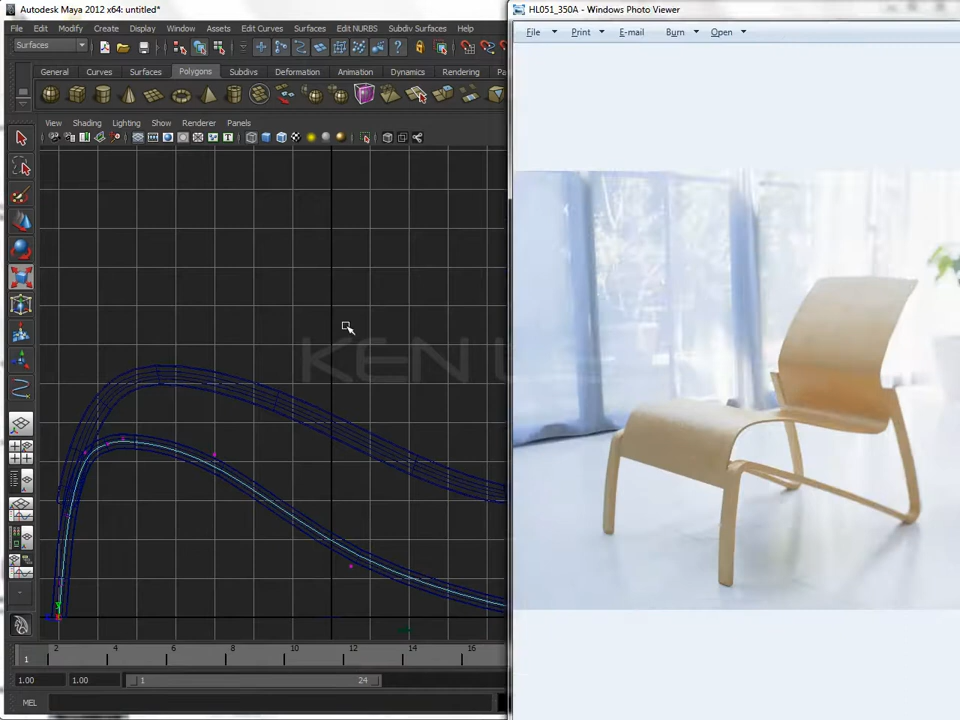 Autodesk Maya 2012 x64: untitled*
File Edit Modify Create Display Window Assets Edit Curves Surfaces Edit NURBS Subdiv Surfaces Help
Surfaces
General Curves Surfaces Polygons Subdivs Deformation Animation Dynamics Rendering
View Shading Lighting Show Renderer Panels
KEN
2 4 6 8 10 12 14 16
1
1.00 1.00 1 24
MEL
HL051_350A - Windows Photo Viewer
File Print E-mail Burn Open